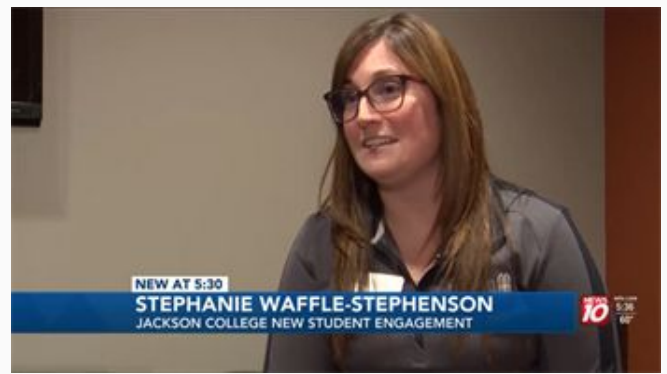 NEW AT 5:30
STEPHANIE WAFFLE-STEPHENSON
JACKSON COLLEGE NEW STUDENT ENGAGEMENT
NEWS
10
5:36
60°